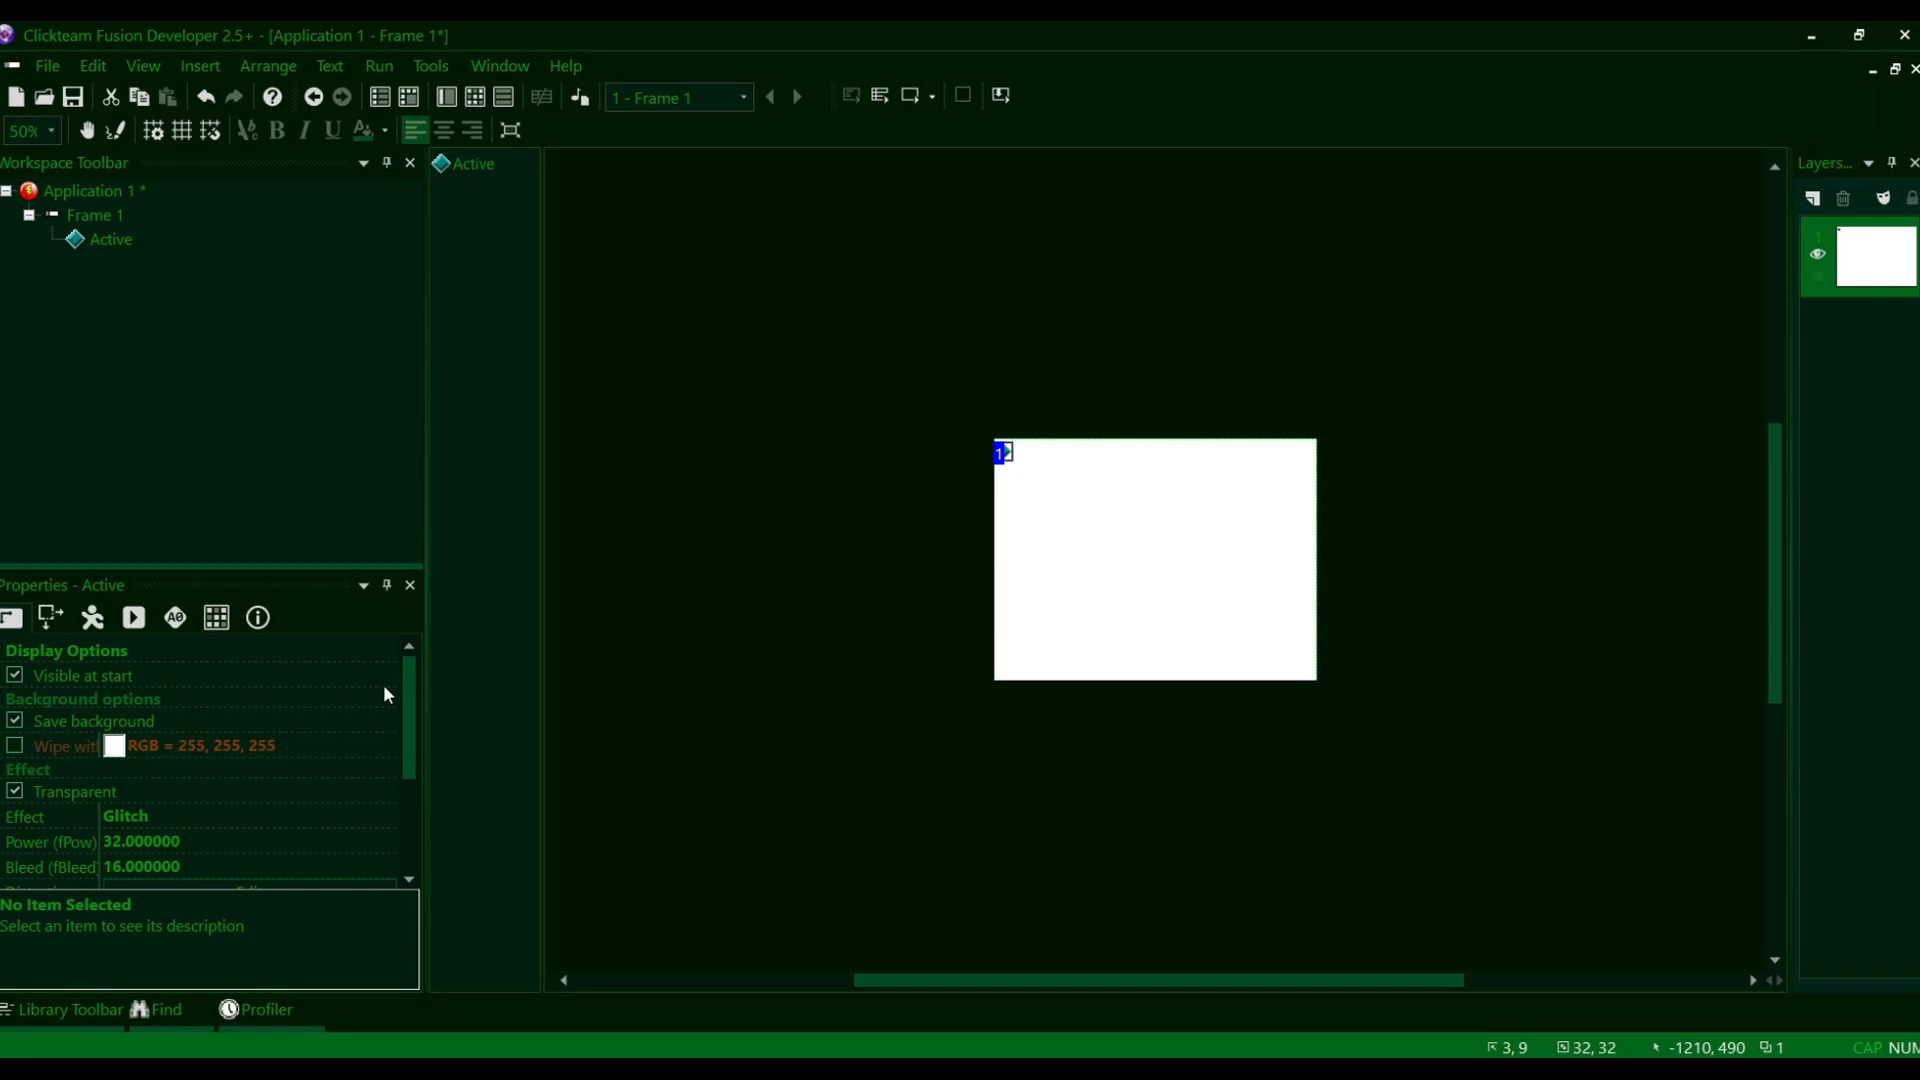 Clickteam Fusion Developer 2.5+ - [Application 1 - Frame 1*]
File Edit View Insert Arrange Text Run Tools Window Help
1 - Frame 1
50%
Workspace Toolbar
Application 1 *
Frame 1
Active
Active
Layers...
1
1
Properties - Active
Display Options
Visible at start
Background options
Save background
Wipe wit RGB = 255, 255, 255
Effect
Transparent
Effect Glitch
Power (fPow) 32.000000
Bleed (fBleed 16.000000
No Item Selected
Select an item to see its description
Library Toolbar Find Profiler
3, 9 32, 32 -1210, 490 1 CAP NUM